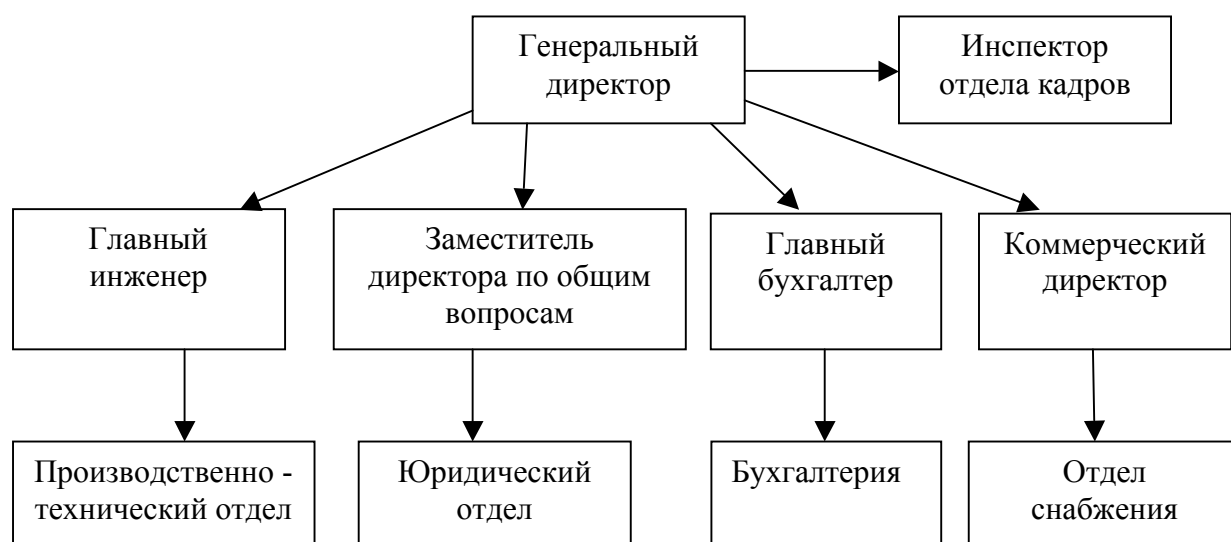 Генеральный
директор
Инспектор
отдела кадров
Главный
инженер
Заместитель
директора по общим
вопросам
Главный
бухгалтер
Коммерческий
директор
Производственно -
технический отдел
Юридический
отдел
Бухгалтерия
Отдел
снабжения